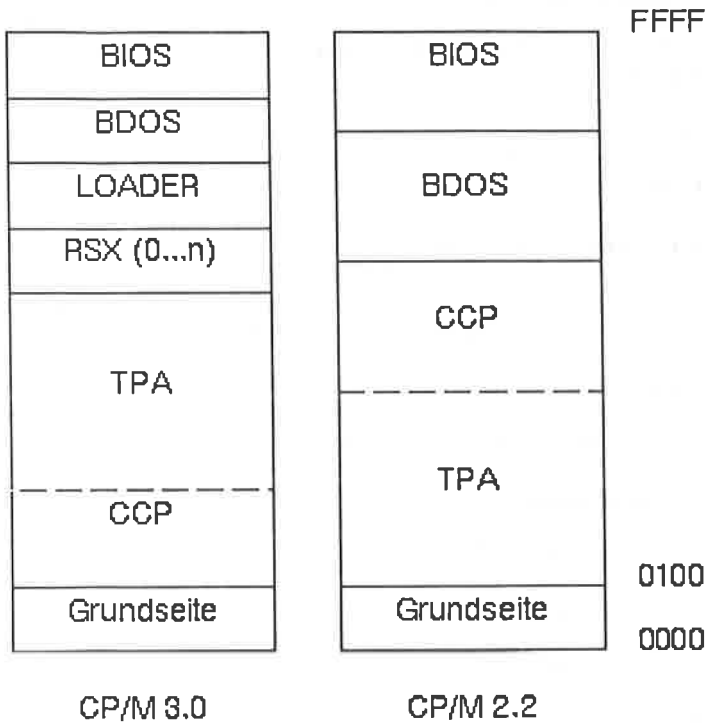 FFFF
BIOS
BDOS
LOADER
RSX (0...n)
TPA
CCP
Grundseite
CP/M 3.0
BIOS
BDOS
CCP
TPA
Grundseite
CP/M 2.2
0100
0000